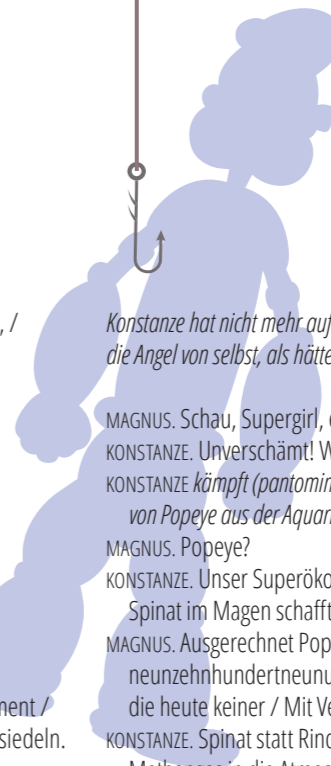 , /
Konstanze hat nicht mehr auf
die Angel von selbst, als hätte
MAGNUS. Schau, Supergirl,
KONSTANZE. Unverschämt! W
KONSTANZE kämpft (pantomim
von Popeye aus der Aquar
MAGNUS. Popeye?
KONSTANZE. Unser Superöko
Spinat im Magen schafft
MAGNUS. Ausgerechnet Pop
neunzehnhundertneunu
die heute keiner / Mit Ve
KONSTANZE. Spinat statt Rind
ment /
siedeln.